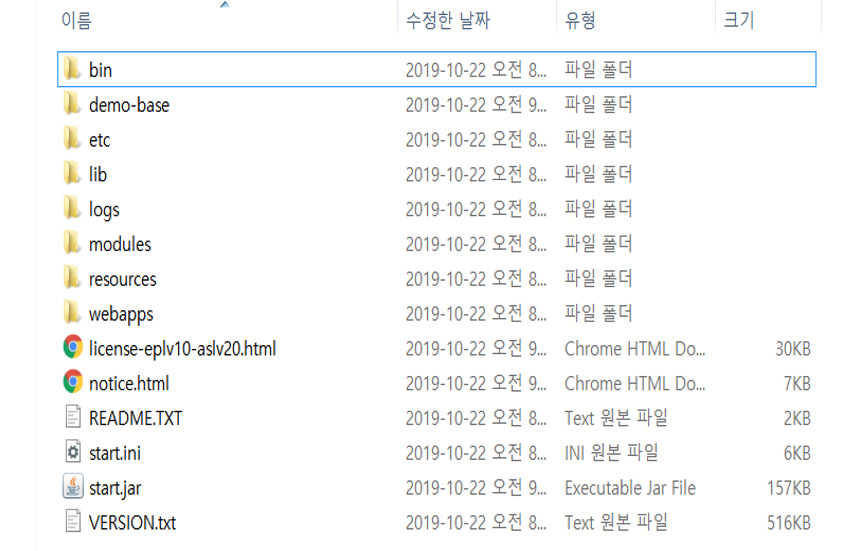 이름 수정한 날짜 유형 크기
bin 2019-10-22 오전 8... 파일 폴더
demo-base 2019-10-22 오전 9... 파일 폴더
etc 2019-10-22 오전 8... 파일 폴더
lib 2019-10-22 오전 8... 파일 폴더
logs 2019-10-22 오전 8... 파일 폴더
modules 2019-10-22 오전 8... 파일 폴더
resources 2019-10-22 오전 8... 파일 폴더
webapps 2019-10-22 오전 8... 파일 폴더
license-eplv10-aslv20.html 2019-10-22 오전 9... Chrome HTML Do... 30KB
notice.html 2019-10-22 오전 9... Chrome HTML Do... 7KB
README.TXT 2019-10-22 오전 8... Text 원본 파일 2KB
start.ini 2019-10-22 오전 8... INI 원본 파일 6KB
start.jar 2019-10-22 오전 9... Executable Jar File 157KB
VERSION.txt 2019-10-22 오전 8... Text 원본 파일 516KB